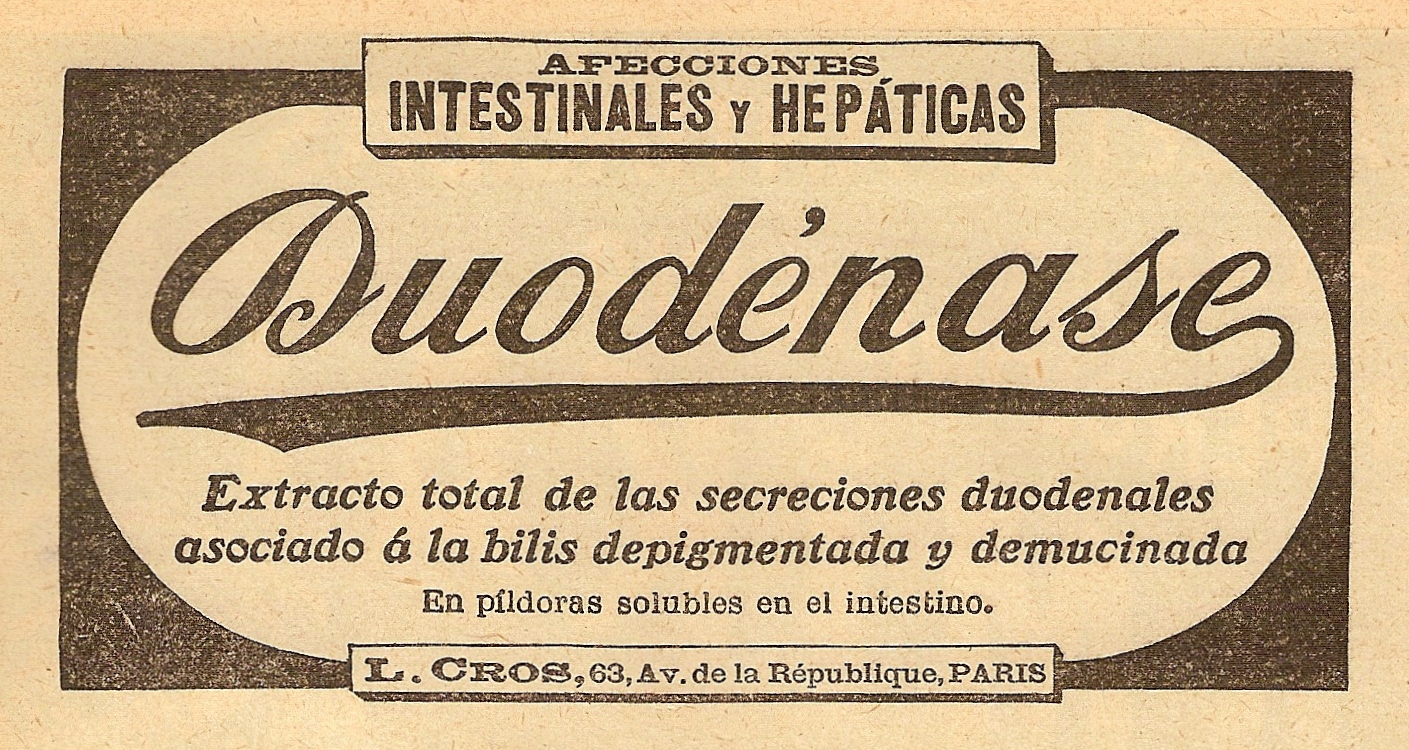 AFECCIONES
INTESTINALES Y HEPÁTICAS
Duodénase
Extracto total de las secreciones duodenales
asociado á la bilis depigmentada y demucinada
En píldoras solubles en el intestino.
L. CROS, 63, Av. de la République, PARIS